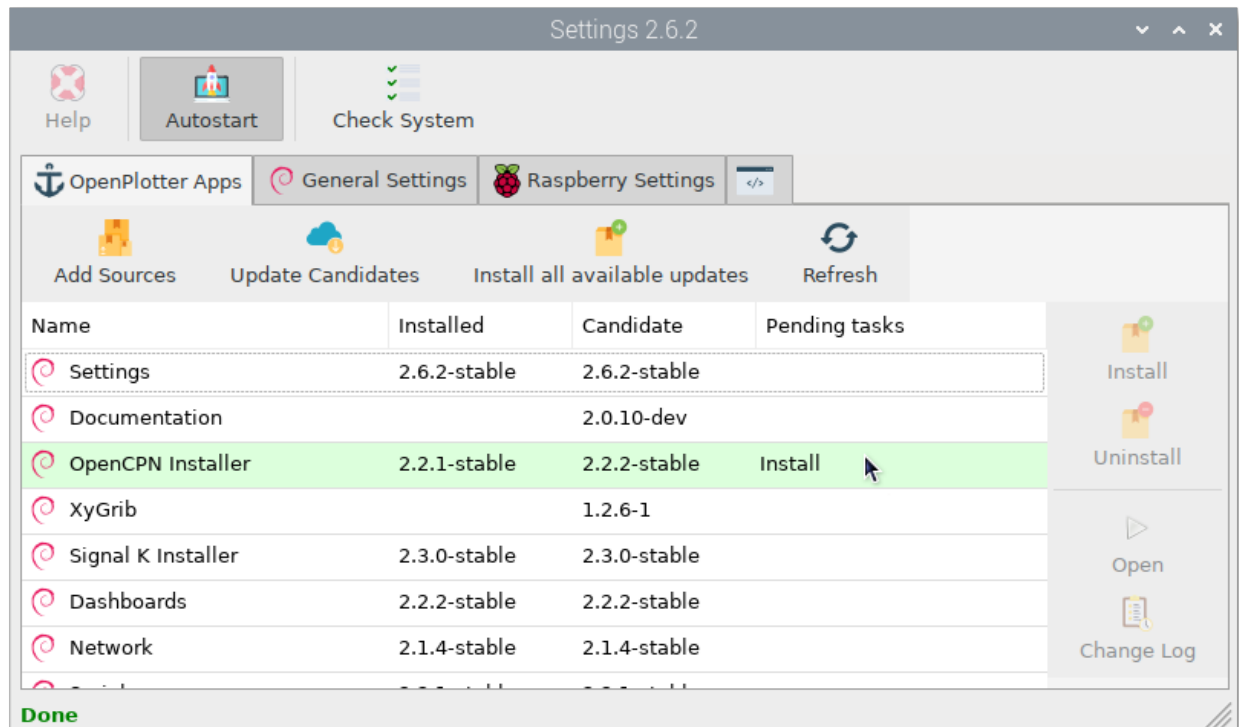 Settings 2.6.2
Help Autostart Check System
OpenPlotter Apps General Settings Raspberry Settings </>
Add Sources Update Candidates Install all available updates Refresh
Name Installed Candidate Pending tasks
Settings 2.6.2-stable 2.6.2-stable
Install
Documentation 2.0.10-dev
OpenCPN Installer 2.2.1-stable 2.2.2-stable Install
Uninstall
XyGrib 1.2.6-1
Signal K Installer 2.3.0-stable 2.3.0-stable
Open
Dashboards 2.2.2-stable 2.2.2-stable
Network 2.1.4-stable 2.1.4-stable
Change Log
Done